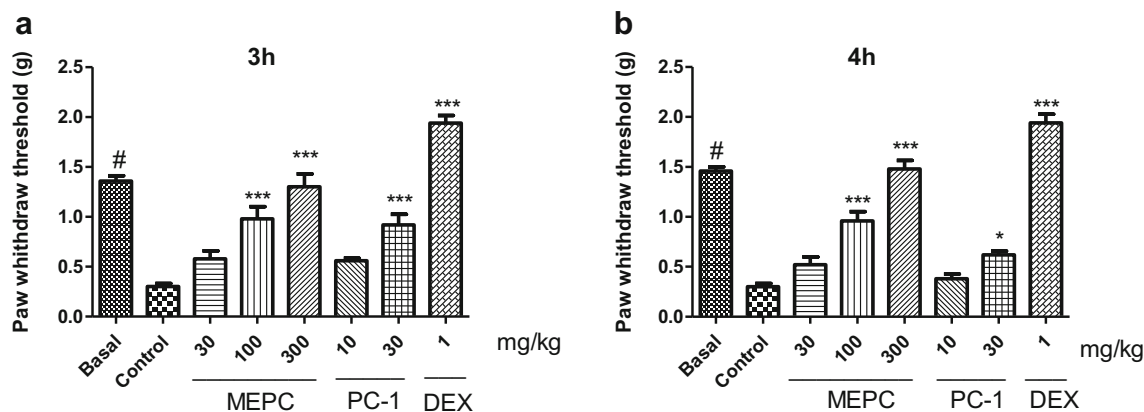 a
3h
Paw whithdraw threshold (g)
2.5
2.0
1.5
1.0
0.5
0.0
#
***
***
***
***
Basal
Control
30
100
300
10
30
1
mg/kg
MEPC
PC-1
DEX
b
4h
Paw whithdraw threshold (g)
2.5
2.0
1.5
1.0
0.5
0.0
#
***
***
*
***
Basal
Control
30
100
300
10
30
1
mg/kg
MEPC
PC-1
DEX